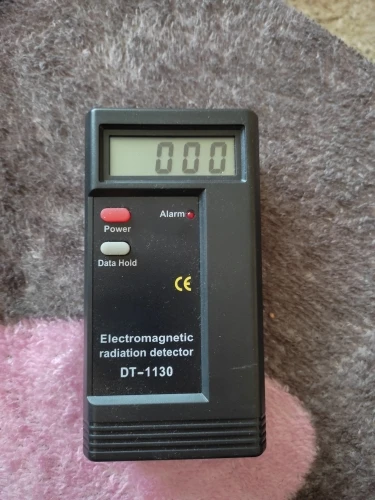 000
Alarm
Power
Data Hold
CE
Electromagnetic
radiation detector
DT-1130